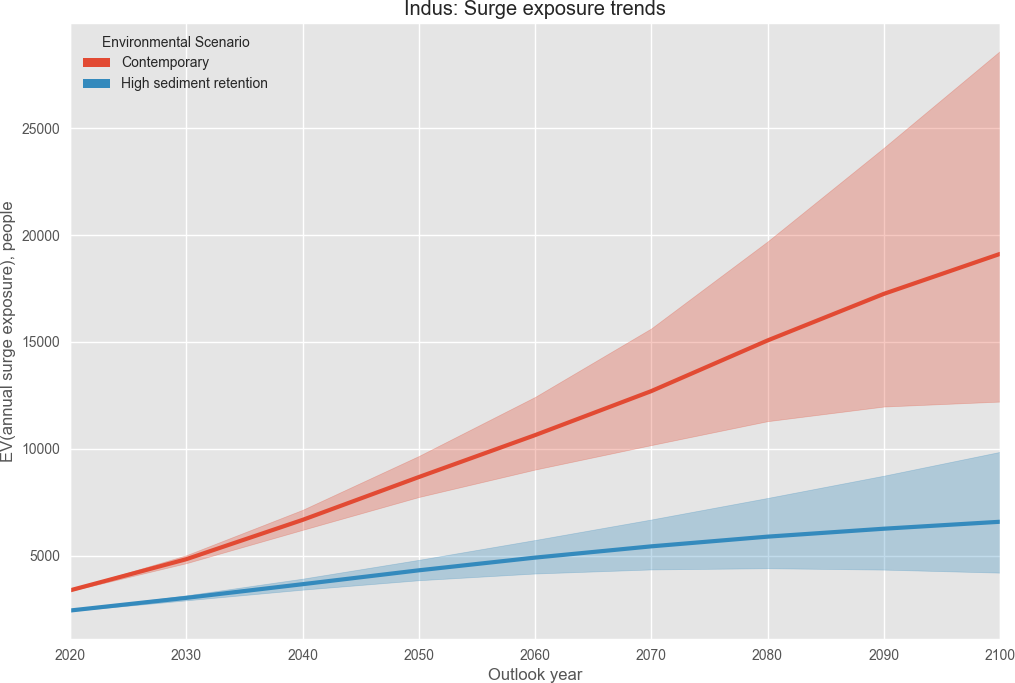 Indus: Surge exposure trends
Environmental Scenario
Contemporary
High sediment retention
EV(annual surge exposure), people
25000
20000
15000
10000
5000
2020 2030 2040 2050 2060 2070 2080 2090 2100
Outlook year